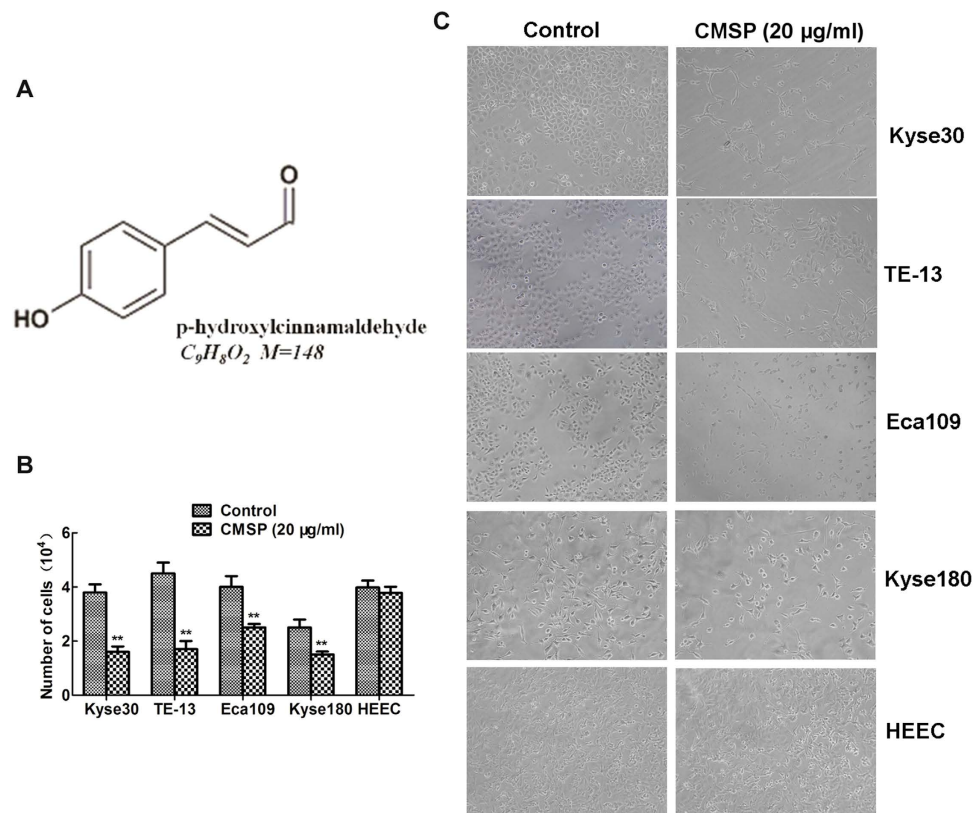 A
O
HO
p-hydroxylcinnamaldehyde
C₉H₈O₂ M=148
B
Control
CMSP (20 μg/ml)
Number of cells (10⁴)
6
4
2
0
**
**
**
**
Kyse30 TE-13 Eca109 Kyse180 HEEC
C
Control CMSP (20 μg/ml)
Kyse30
TE-13
Eca109
Kyse180
HEEC